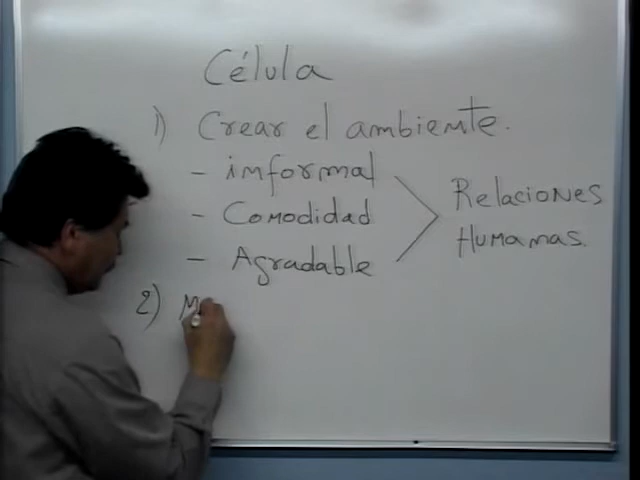 Célula
1) Crear el ambiente.
- informal
- Comodidad
- Agradable
Relaciones
Humanas.
2) M